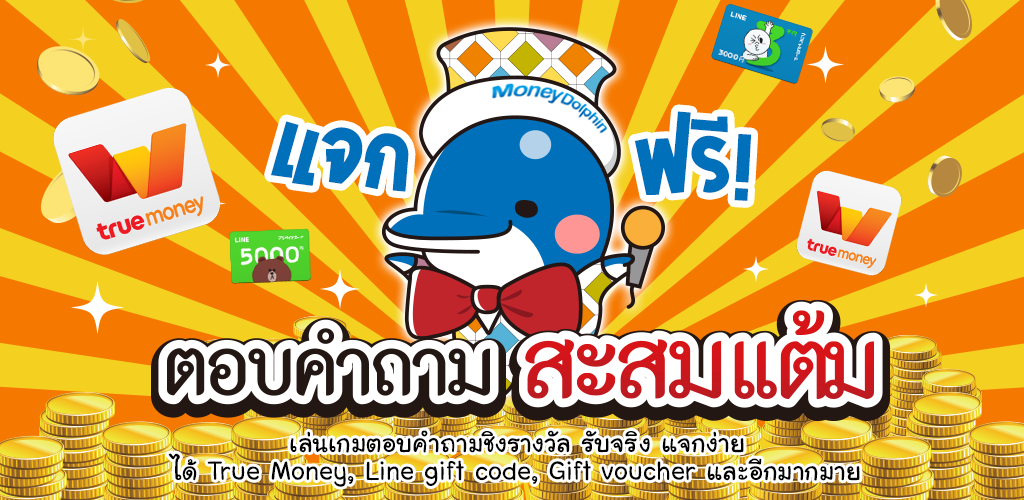 LINE
3000
MoneyDolphin
แจก ฟรี!
true money
LINE
5000
true money
ตอบคำถาม สะสมแต้ม
เล่นเกมตอบคำถามชิงรางวัล รับจริง แจกง่าย
ได้ True Money, Line gift code, Gift voucher และอีกมากมาย